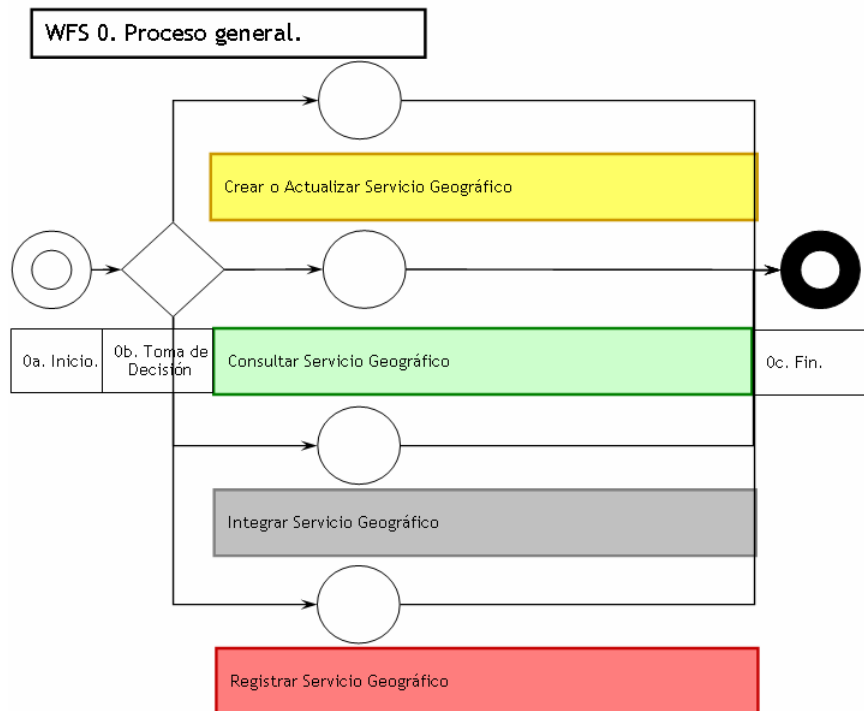 WFS 0. Proceso general.
Crear o Actualizar Servicio Geográfico
0a. Inicio.
0b. Toma de
Decisión
Consultar Servicio Geográfico
0c. Fin.
Integrar Servicio Geográfico
Registrar Servicio Geográfico